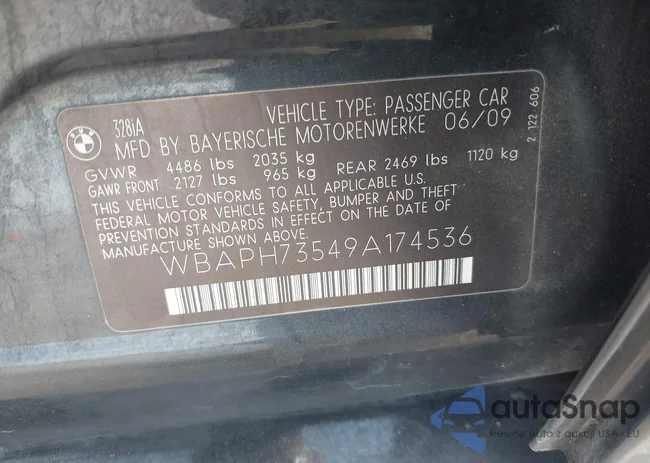 BMW
328iA
VEHICLE TYPE: PASSENGER CAR
MFD BY BAYERISCHE MOTORENWERKE 06/09
GVWR 4486 lbs 2035 kg
GAWR FRONT 2127 lbs 965 kg REAR 2469 lbs 1120 kg
THIS VEHICLE CONFORMS TO ALL APPLICABLE U.S.
FEDERAL MOTOR VEHICLE SAFETY, BUMPER AND THEFT
PREVENTION STANDARDS IN EFFECT ON THE DATE OF
MANUFACTURE SHOWN ABOVE.
WBAPH73549A174536
2 122 606
autaSnap
Pewne auta z aukcji USA i EU